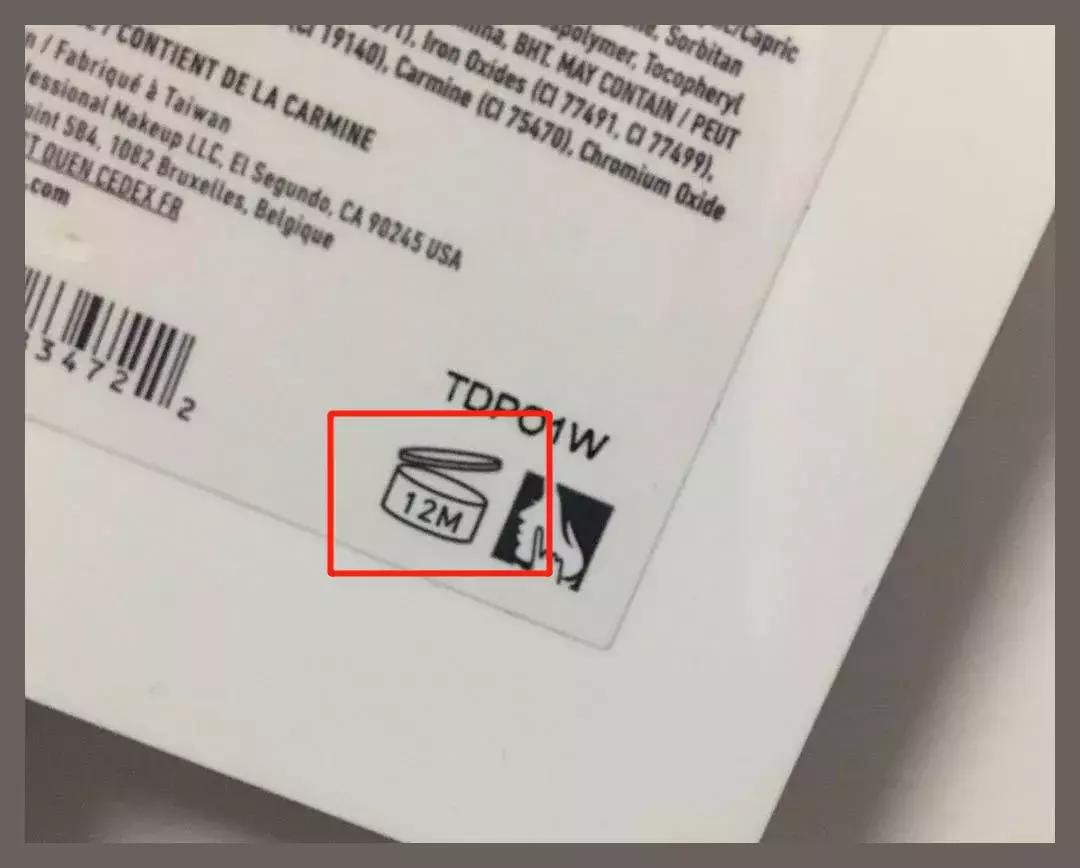 Capric
Sorbitan
Tocopheryl
BHT. MAY CONTAIN / PEUT
Iron Oxides (CI 77491, CI 77499),
19140), Carmine (CI 75470), Chromium Oxide
/ CONTIENT DE LA CARMINE
/ Fabriqué à Taiwan
Makeup LLC, El Segundo, CA 90245 USA
SB4, 1082 Bruxelles, Belgique
OUEN CEDEX.FR
.com
3472 2
TDPO1W
12M